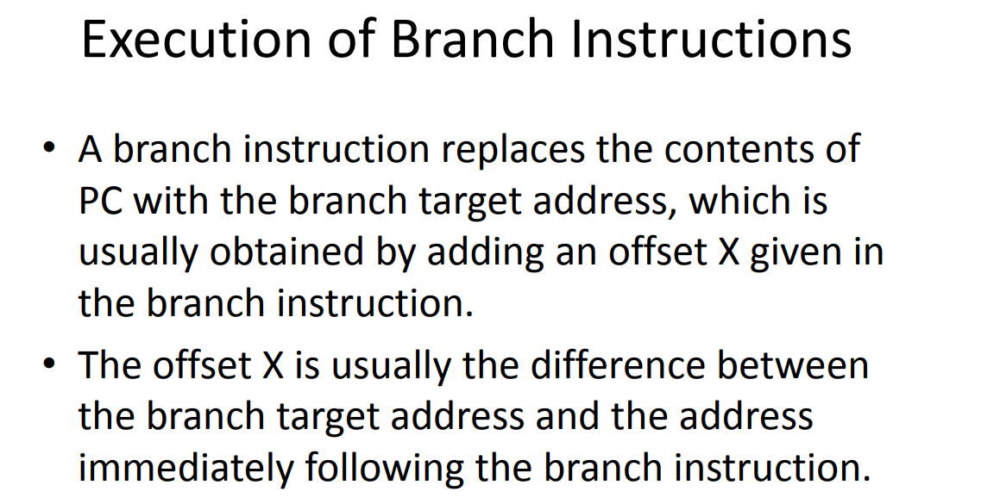 Execution of Branch Instructions
• A branch instruction replaces the contents of
PC with the branch target address, which is
usually obtained by adding an offset X given in
the branch instruction.
• The offset X is usually the difference between
the branch target address and the address
immediately following the branch instruction.